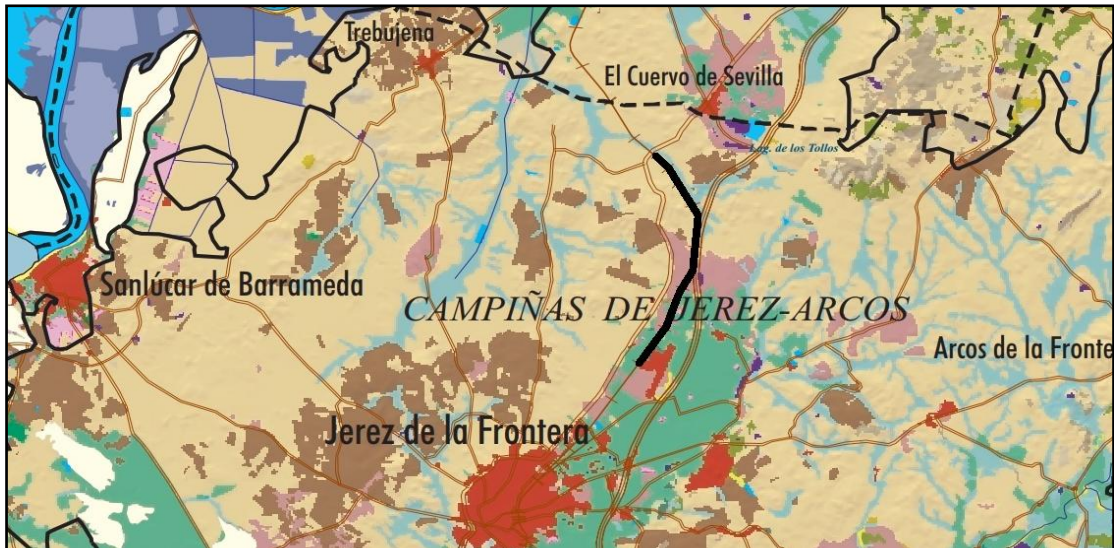 Trebujena
El Cuervo de Sevilla
Lag. de los Tollos
Sanlúcar de Barrameda
CAMPIÑAS DE JEREZ-ARCOS
Arcos de la Fronte
Jerez de la Frontera